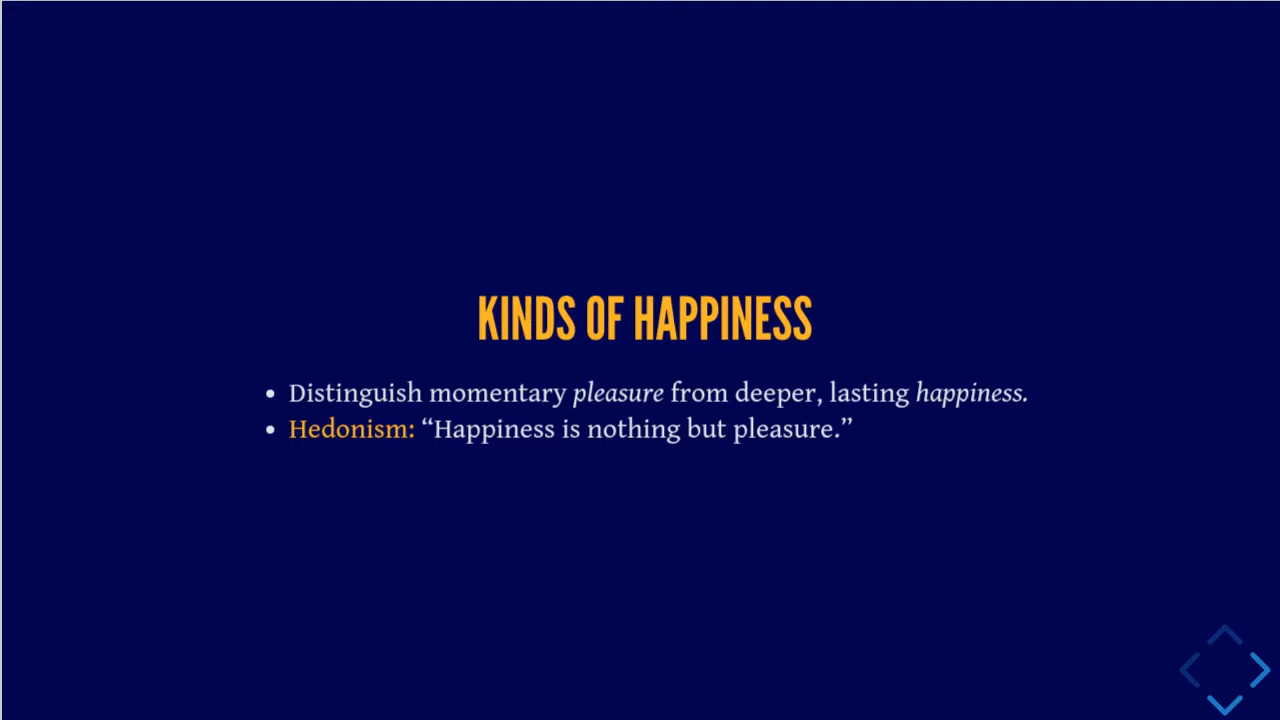 KINDS OF HAPPINESS
• Distinguish momentary pleasure from deeper, lasting happiness.
• Hedonism: “Happiness is nothing but pleasure.”